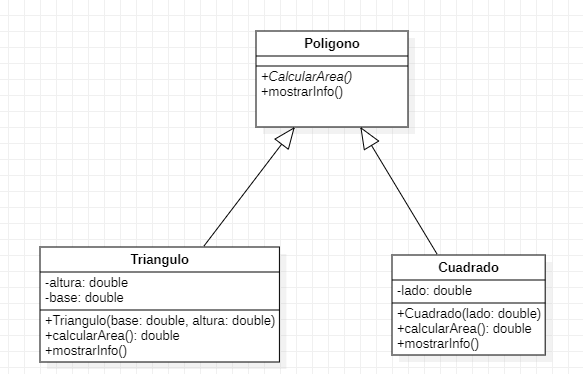 Poligono
+CalcularArea()
+mostrarInfo()
Triangulo
-altura: double
-base: double
+Triangulo(base: double, altura: double)
+calcularArea(): double
+mostrarInfo()
Cuadrado
-lado: double
+Cuadrado(lado: double)
+calcularArea(): double
+mostrarInfo()